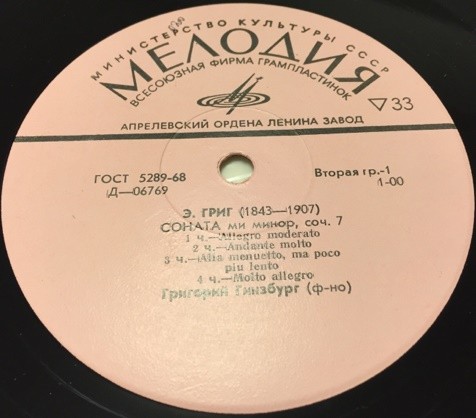 МИНИСТЕРСТВО КУЛЬТУРЫ СССР
МЕЛОДИЯ
ВСЕСОЮЗНАЯ ФИРМА ГРАМПЛАСТИНОК
33
АПРЕЛЕВСКИЙ ОРДЕНА ЛЕНИНА ЗАВОД
ГОСТ 5289-68
Вторая гр.-1
Д—06769
1-00
Э. ГРИГ (1843—1907)
СОНАТА ми минор, соч. 7
1 ч.—Allegro moderato
2 ч.—Andante molto
3 ч.—Alla menuetto, ma poco
piu lento
4 ч.—Molto allegro
Григорий Гинзбург (ф-но)